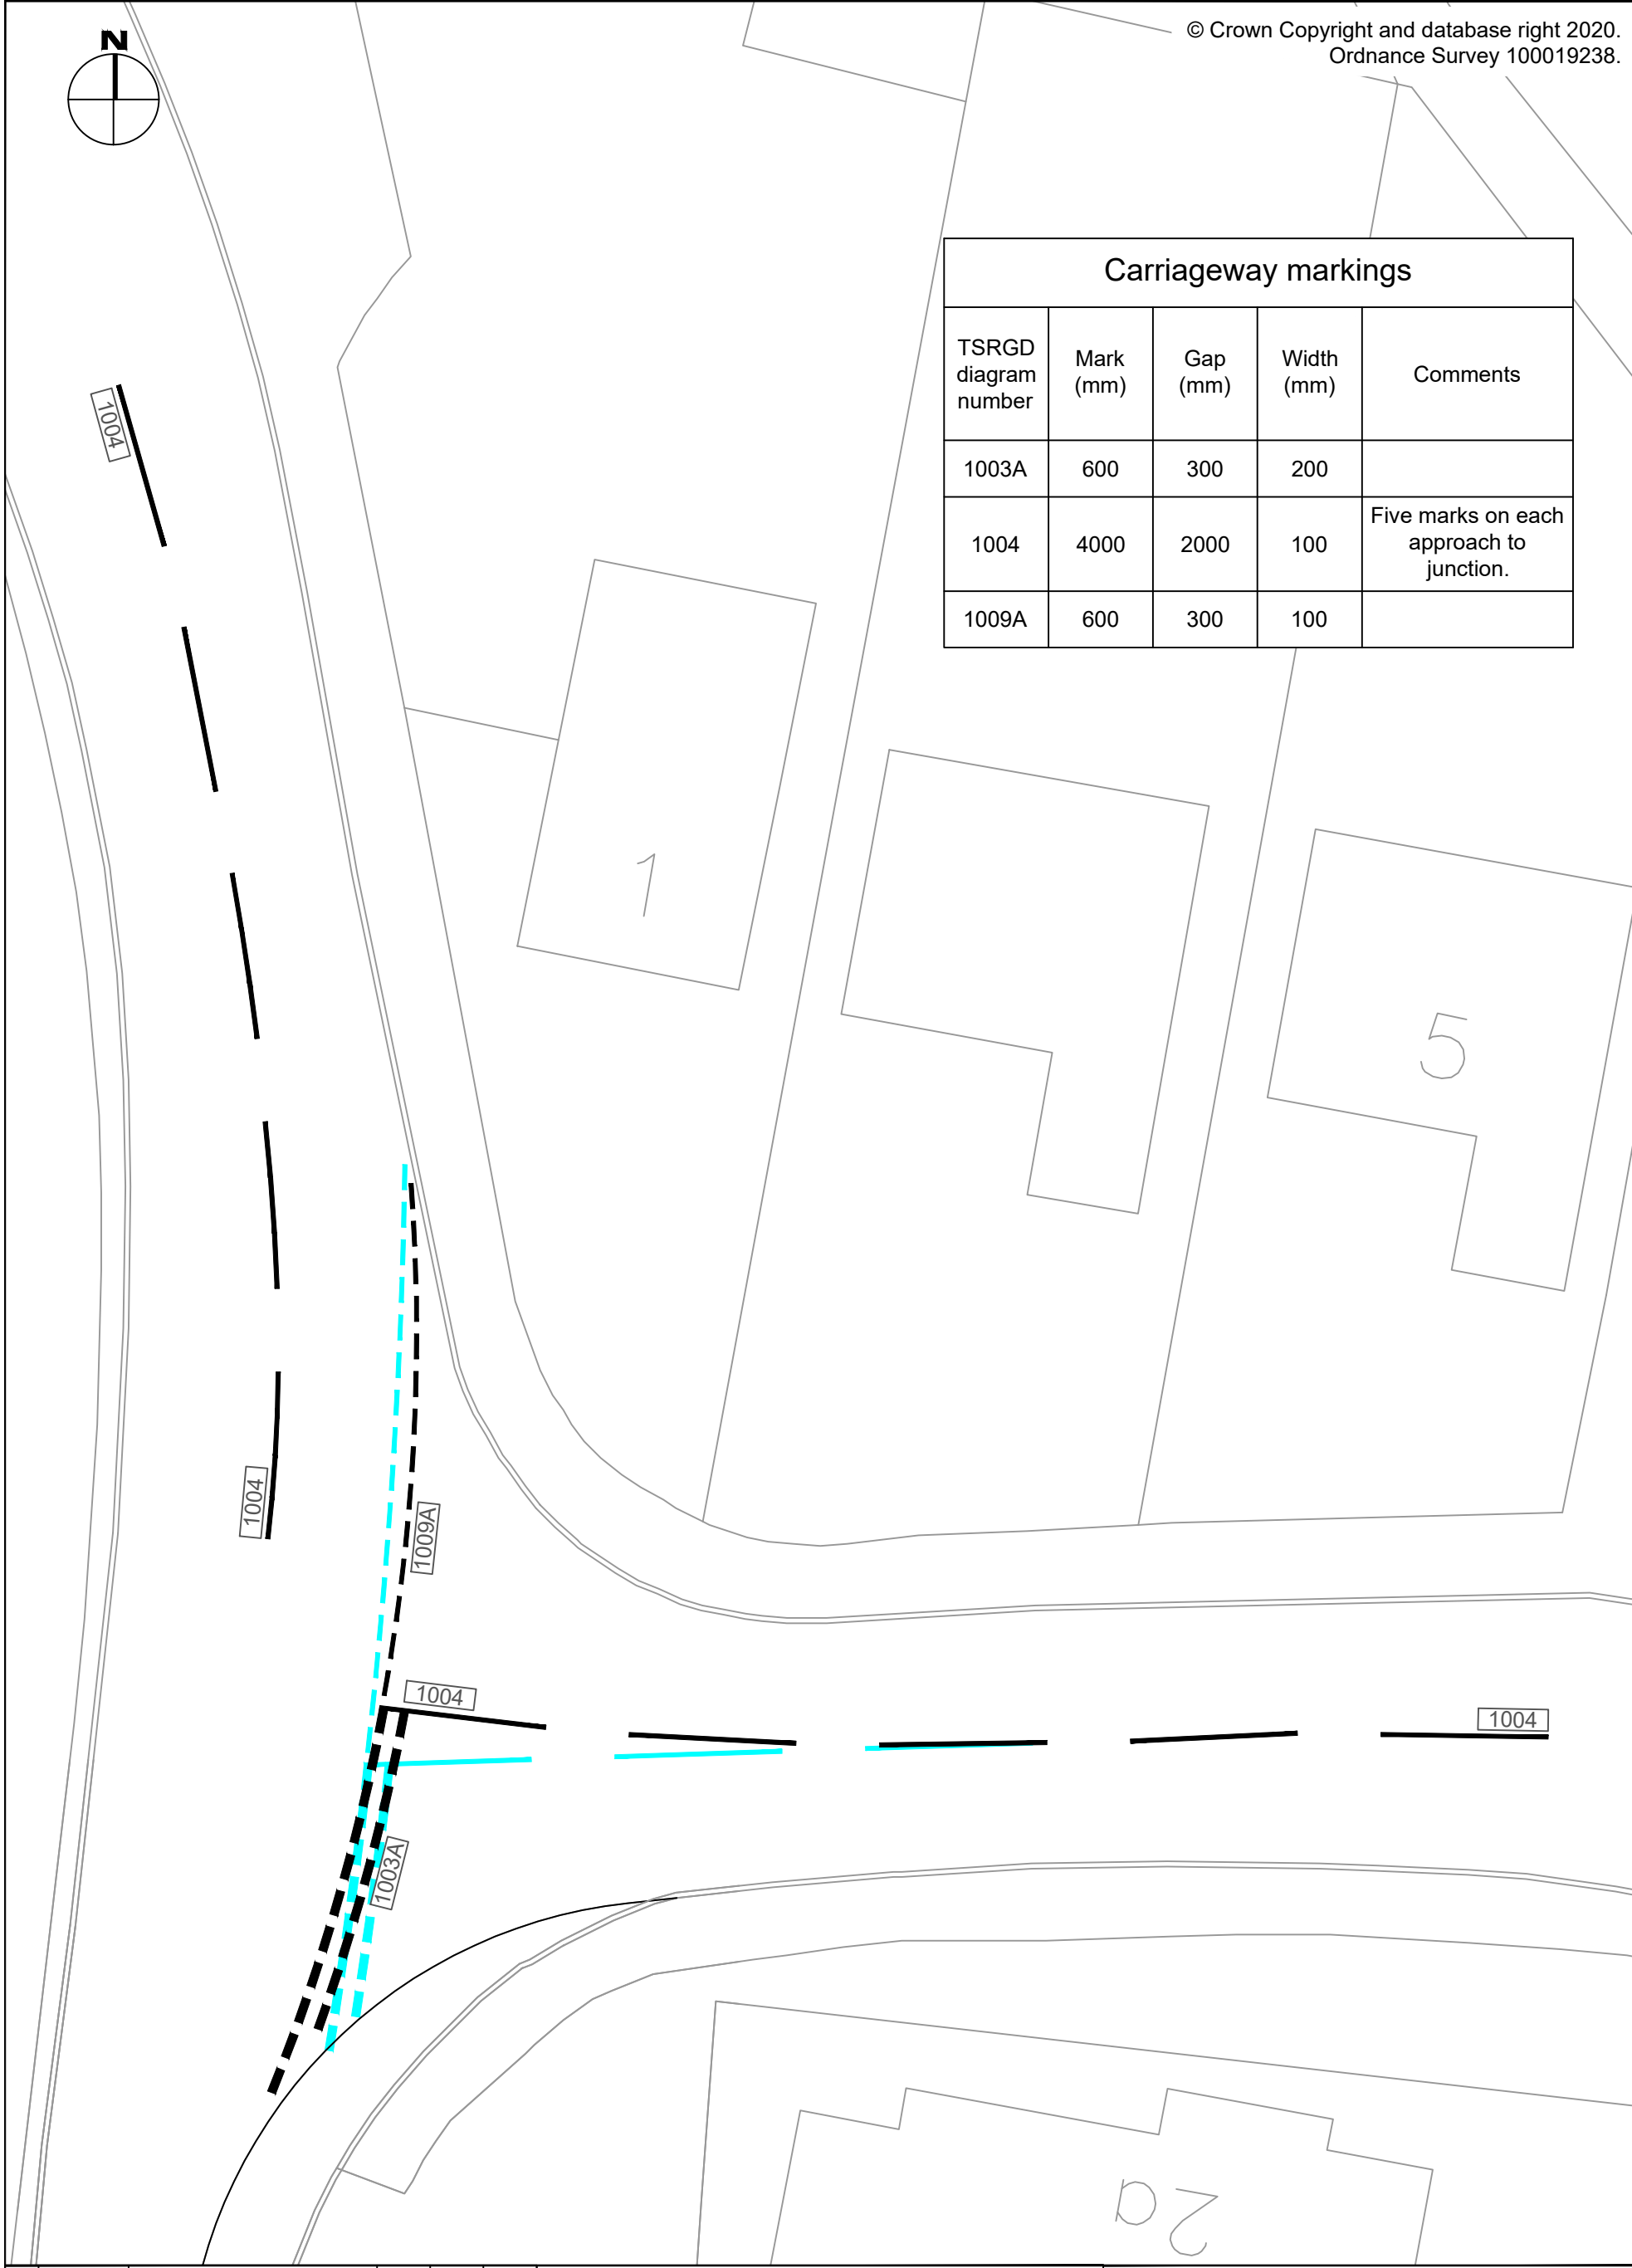 N
© Crown Copyright and database right 2020.
Ordnance Survey 100019238.
Carriageway markings
TSRGD diagram number
Mark (mm)
Gap (mm)
Width (mm)
Comments
1003A
600
300
200
1004
4000
2000
100
Five marks on each
approach to
junction.
1009A
600
300
100
1004
1
5
1004
1009A
1004
1004
1003A
2a